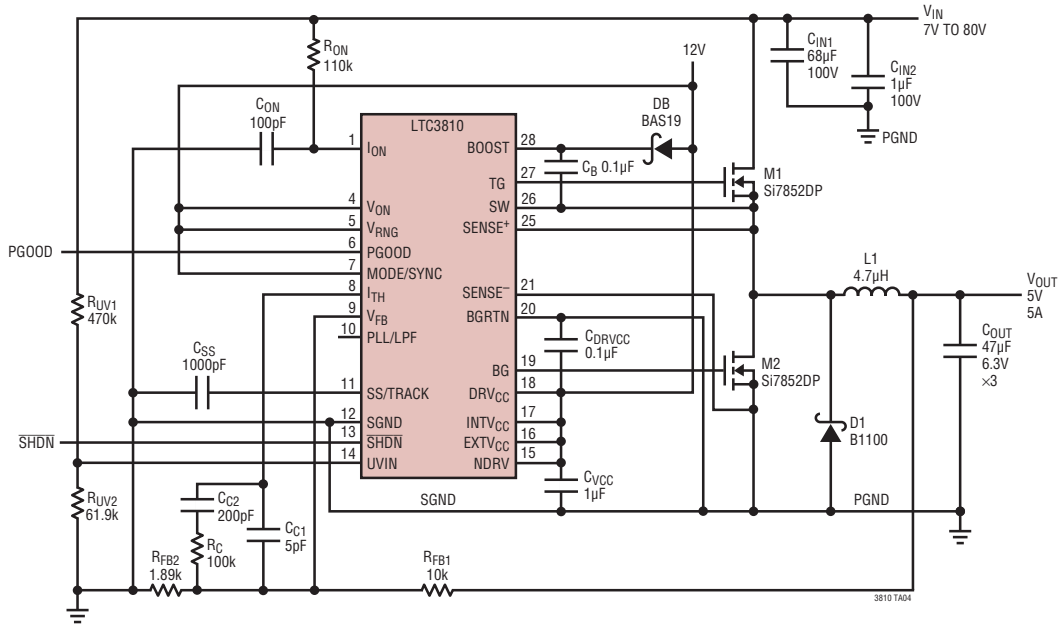 VIN
7V TO 80V
RON
110k
CIN1
68µF
100V
CIN2
1µF
100V
PGND
12V
CON
100pF
DB
BAS19
LTC3810
1
ION
BOOST
28
CB 0.1µF
TG
27
M1
Si7852DP
SW
26
4
VON
SENSE+
25
5
VRNG
PGOOD
6
PGOOD
7
MODE/SYNC
8
ITH
SENSE–
21
9
VFB
BGRTN
20
10
PLL/LPF
L1
4.7µH
VOUT
5V
5A
RUV1
470k
CDRVCC
0.1µF
COUT
47µF
6.3V
×3
CSS
1000pF
BG
19
M2
Si7852DP
11
SS/TRACK
DRVCC
18
12
SGND
INTVCC
17
SHDN
13
SHDN
EXTVCC
16
14
UVIN
NDRV
15
D1
B1100
CVCC
1µF
RUV2
61.9k
SGND
PGND
CC2
200pF
CC1
5pF
RC
100k
RFB2
1.89k
RFB1
10k
3810 TA04